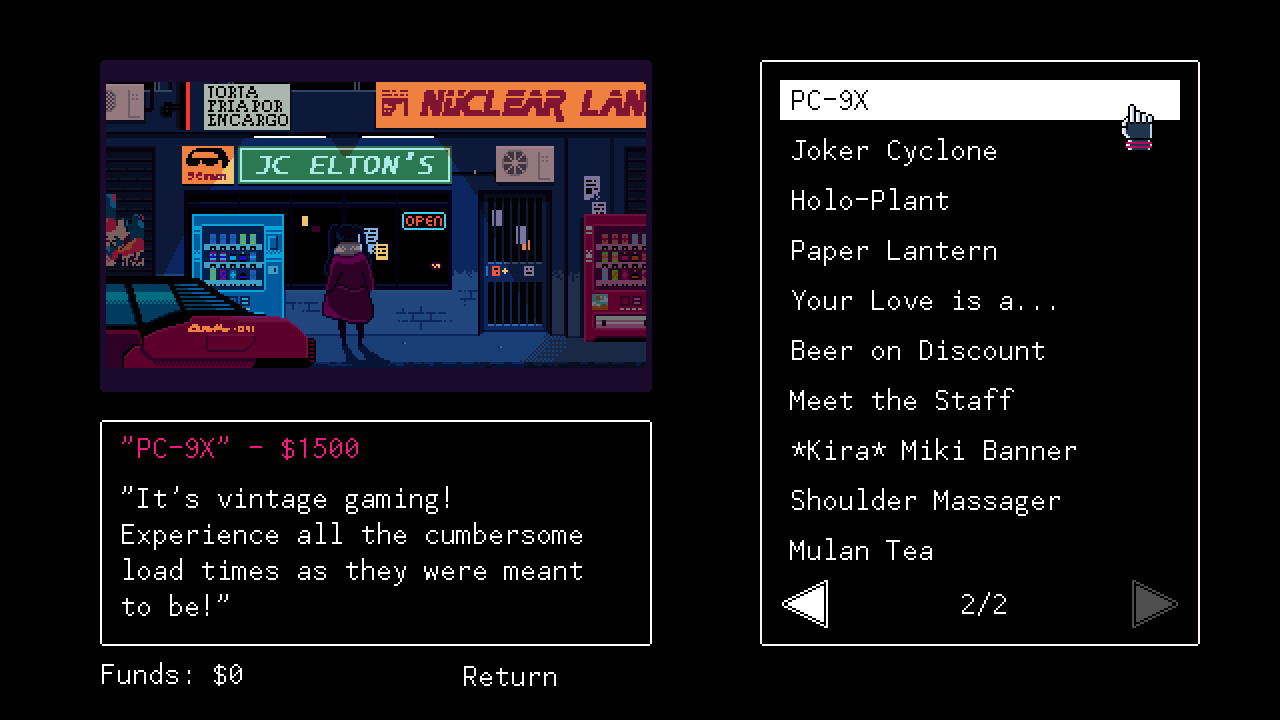 IORIA
FRIA POR
ENCARGO
NUCLEAR LAN
JC ELTON'S
OPEN
"PC-9X" - $1500
"It's vintage gaming!
Experience all the cumbersome
load times as they were meant
to be!"
Funds: $0
Return
PC-9X
Joker Cyclone
Holo-Plant
Paper Lantern
Your Love is a...
Beer on Discount
Meet the Staff
*Kira* Miki Banner
Shoulder Massager
Mulan Tea
2/2